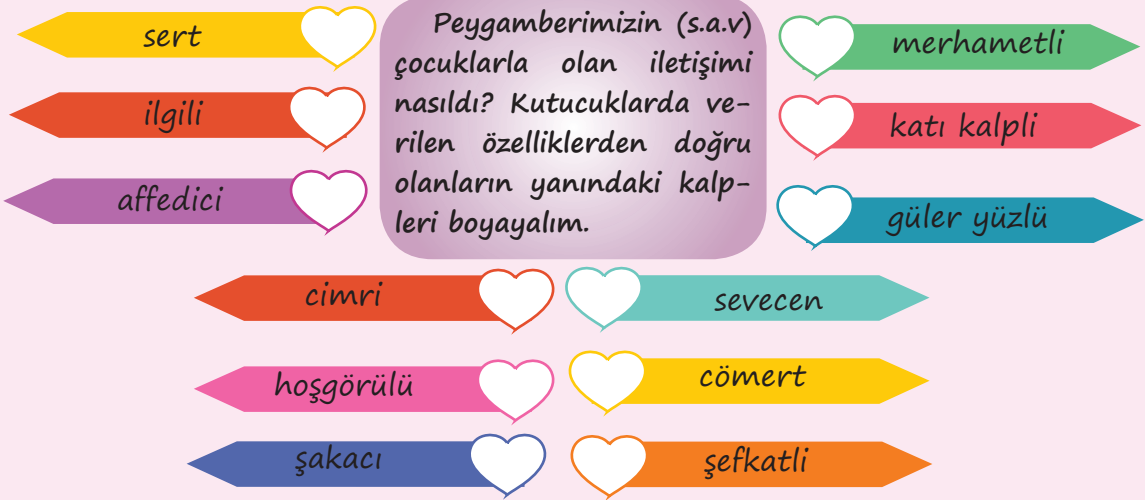 Peygamberimizin (s.a.v)
çocuklarla olan iletişimi
nasıldı? Kutucuklarda ve-
rilen özelliklerden doğru
olanların yanındaki kalp-
leri boyayalım.
sert
ilgili
affedici
merhametli
katı kalpli
güler yüzlü
cimri
sevecen
hoşgörülü
cömert
şakacı
şefkatli